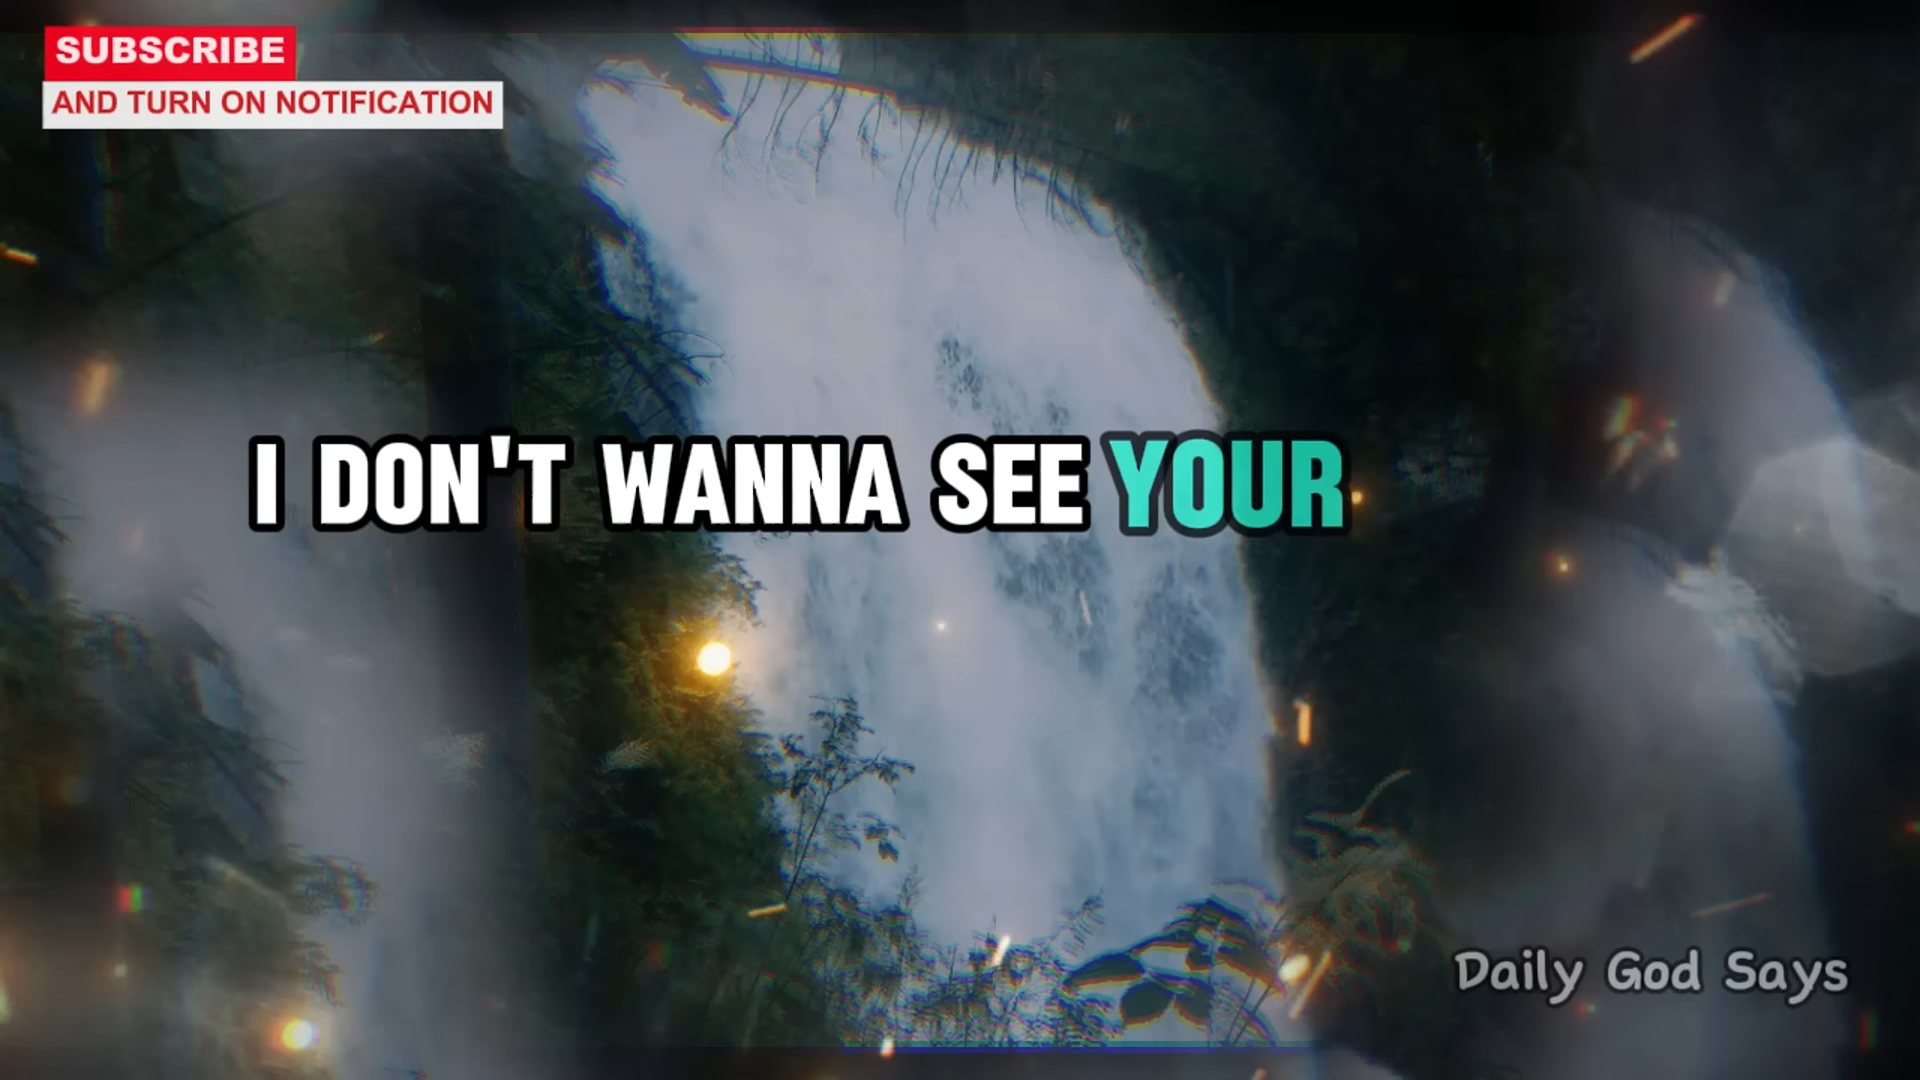 SUBSCRIBE
AND TURN ON NOTIFICATION
I DON'T WANNA SEE YOUR
Daily God Says